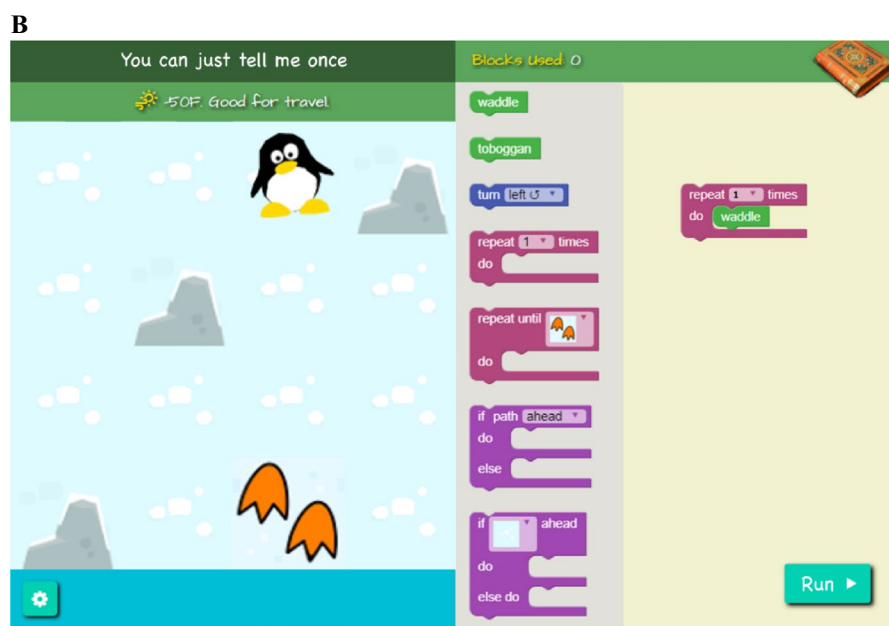 B
You can just tell me once
Blocks Used 0
-50F. Good for travel.
waddle
toboggan
turn left ↺
repeat 1 times
do
repeat until
do
if path ahead
do
else
if ahead
do
else do
repeat 1 times
do waddle
Run